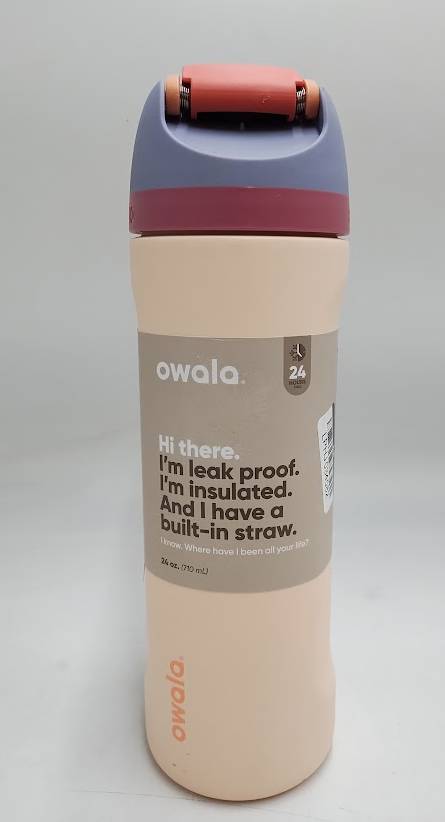 owala.
24
HOURS
COLD
Hi there.
I'm leak proof.
I'm insulated.
And I have a
built-in straw.
I know. Where have I been all your life?
24 oz. (710 mL)
owala.